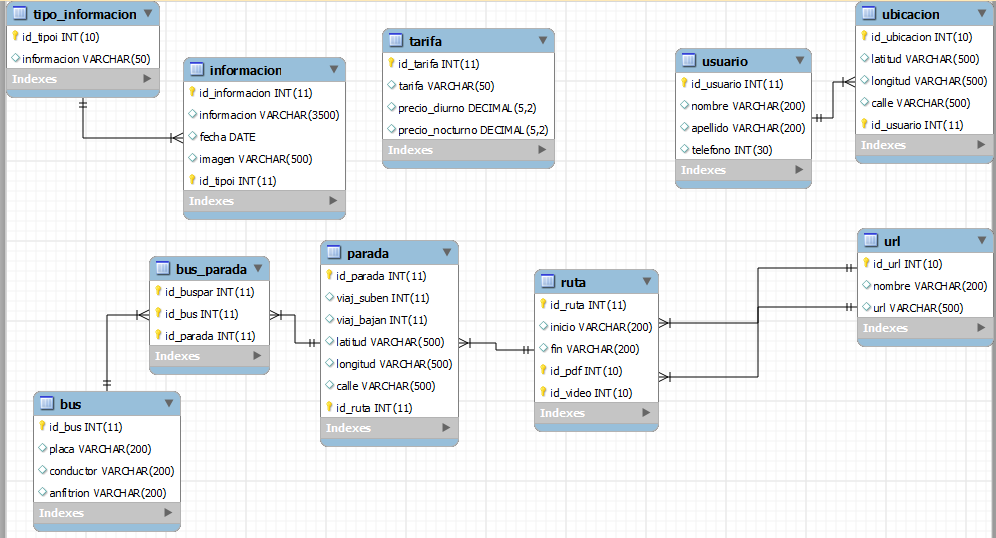 tipo_informacion
id_tipoi INT(10)
informacion VARCHAR(50)
Indexes
informacion
id_informacion INT(11)
informacion VARCHAR(3500)
fecha DATE
imagen VARCHAR(500)
id_tipoi INT(11)
Indexes
tarifa
id_tarifa INT(11)
tarifa VARCHAR(50)
precio_diurno DECIMAL(5,2)
precio_nocturno DECIMAL(5,2)
Indexes
usuario
id_usuario INT(11)
nombre VARCHAR(200)
apellido VARCHAR(200)
telefono INT(30)
Indexes
ubicacion
id_ubicacion INT(10)
latitud VARCHAR(500)
longitud VARCHAR(500)
calle VARCHAR(500)
id_usuario INT(11)
Indexes
bus_parada
id_buspar INT(11)
id_bus INT(11)
id_parada INT(11)
Indexes
parada
id_parada INT(11)
viaj_suben INT(11)
viaj_bajan INT(11)
latitud VARCHAR(500)
longitud VARCHAR(500)
calle VARCHAR(500)
id_ruta INT(11)
Indexes
ruta
id_ruta INT(11)
inicio VARCHAR(200)
fin VARCHAR(200)
id_pdf INT(10)
id_video INT(10)
Indexes
url
id_url INT(10)
nombre VARCHAR(200)
url VARCHAR(500)
Indexes
bus
id_bus INT(11)
placa VARCHAR(200)
conductor VARCHAR(200)
anfitrion VARCHAR(200)
Indexes